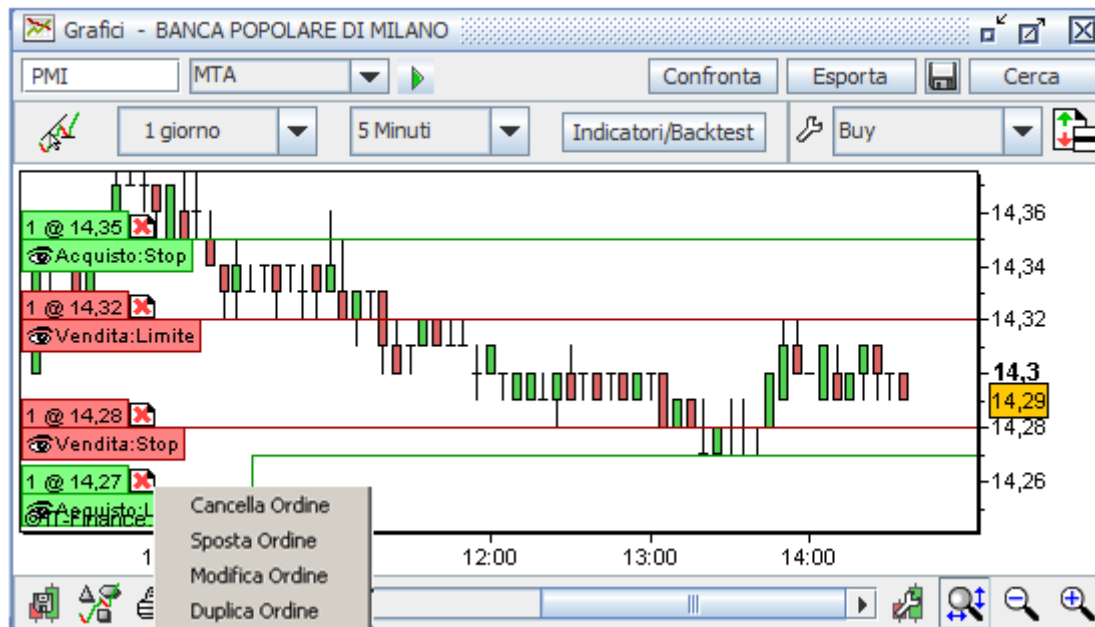 Grafici - BANCA POPOLARE DI MILANO
PMI MTA Confronta Esporta Cerca
1 giorno 5 Minuti Indicatori/Backtest Buy
1 @ 14,35
Acquisto:Stop
1 @ 14,32
Vendita:Limite
1 @ 14,28
Vendita:Stop
1 @ 14,27
Acquisto:L
©IT-Finance.
14,36
14,34
14,32
14,3
14,29
14,28
14,26
12:00 13:00 14:00
Cancella Ordine
Sposta Ordine
Modifica Ordine
Duplica Ordine